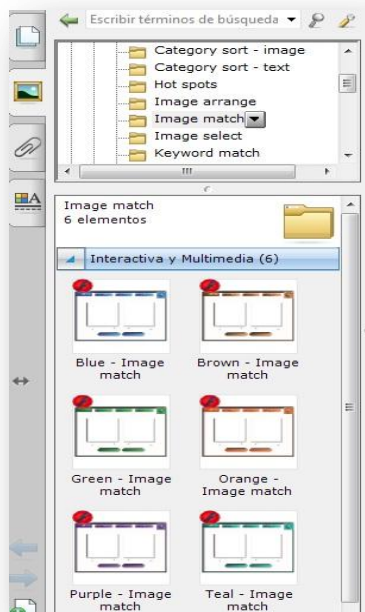 Escribir términos de búsqueda
Category sort - image
Category sort - text
Hot spots
Image arrange
Image match
Image select
Keyword match
A
Image match
6 elementos
Interactiva y Multimedia (6)
Blue - Image match
Brown - Image match
Green - Image match
Orange - Image match
Purple - Image match
Teal - Image match